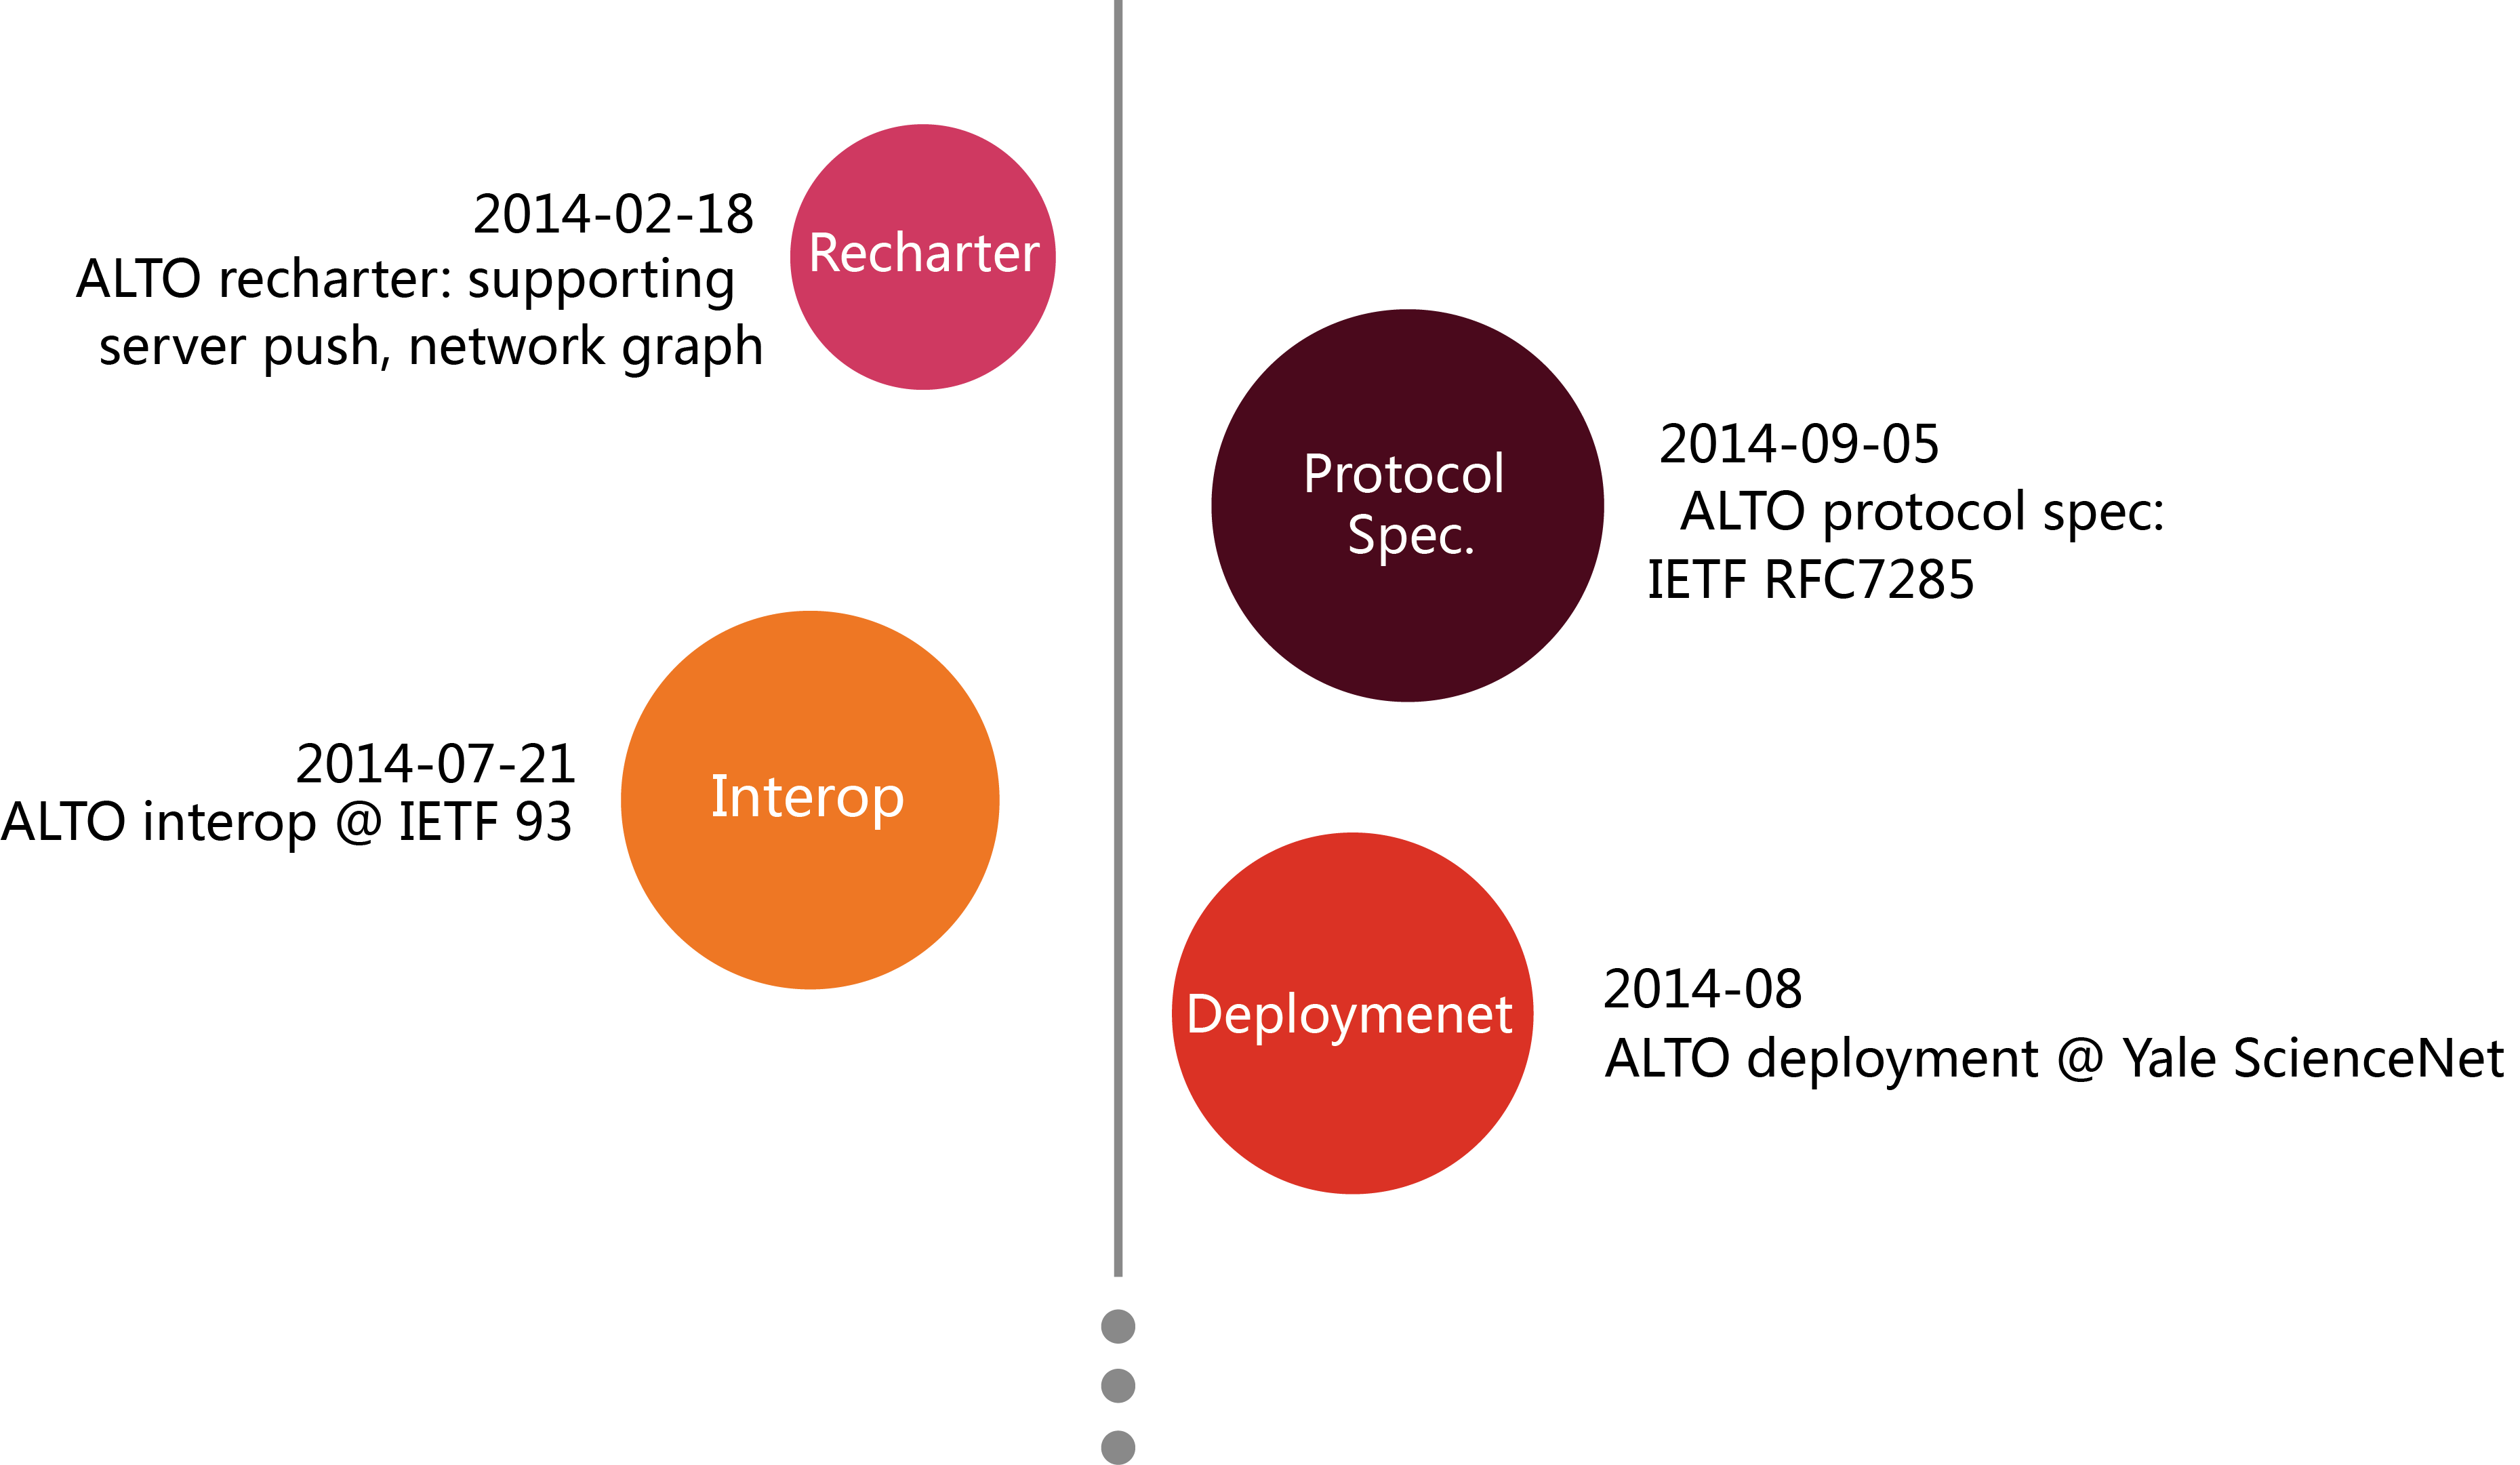 2014-02-18
ALTO recharter: supporting
server push, network graph
Recharter
Protocol
Spec.
2014-09-05
ALTO protocol spec:
IETF RFC7285
2014-07-21
ALTO interop @ IETF 93
Interop
Deploymenet
2014-08
ALTO deployment @ Yale ScienceNet